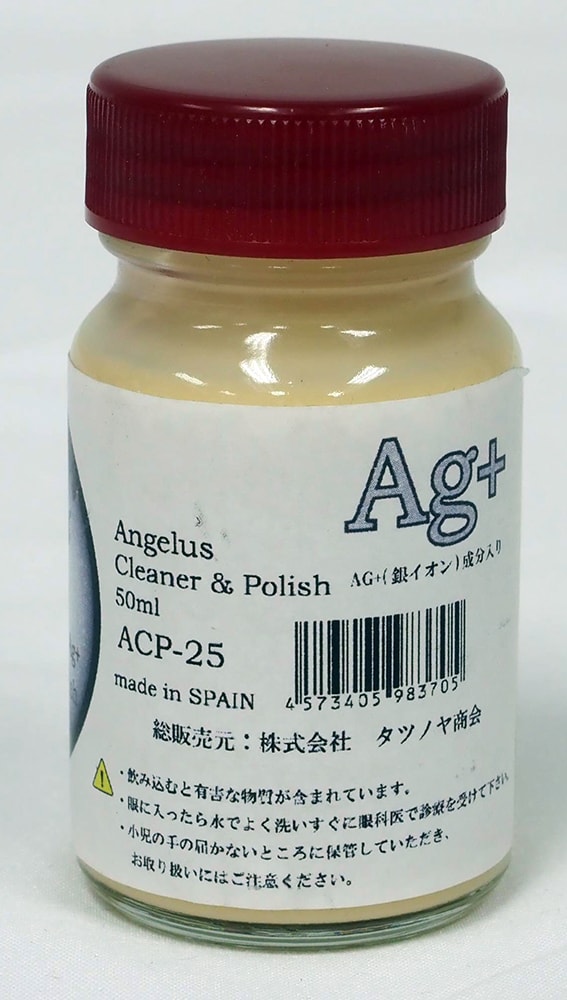 Ag+
AG+(銀イオン)成分入り
Angelus
Cleaner & Polish
50ml
ACP-25
made in SPAIN
4 573405 983705
総販売元：株式会社 タツノヤ商会
・飲み込むと有害な物質が含まれています。
・眼に入ったら水でよく洗いすぐに眼科医で診療を受けて下さい
・小児の手の届かないところに保管していただき、
お取り扱いにはご注意ください。